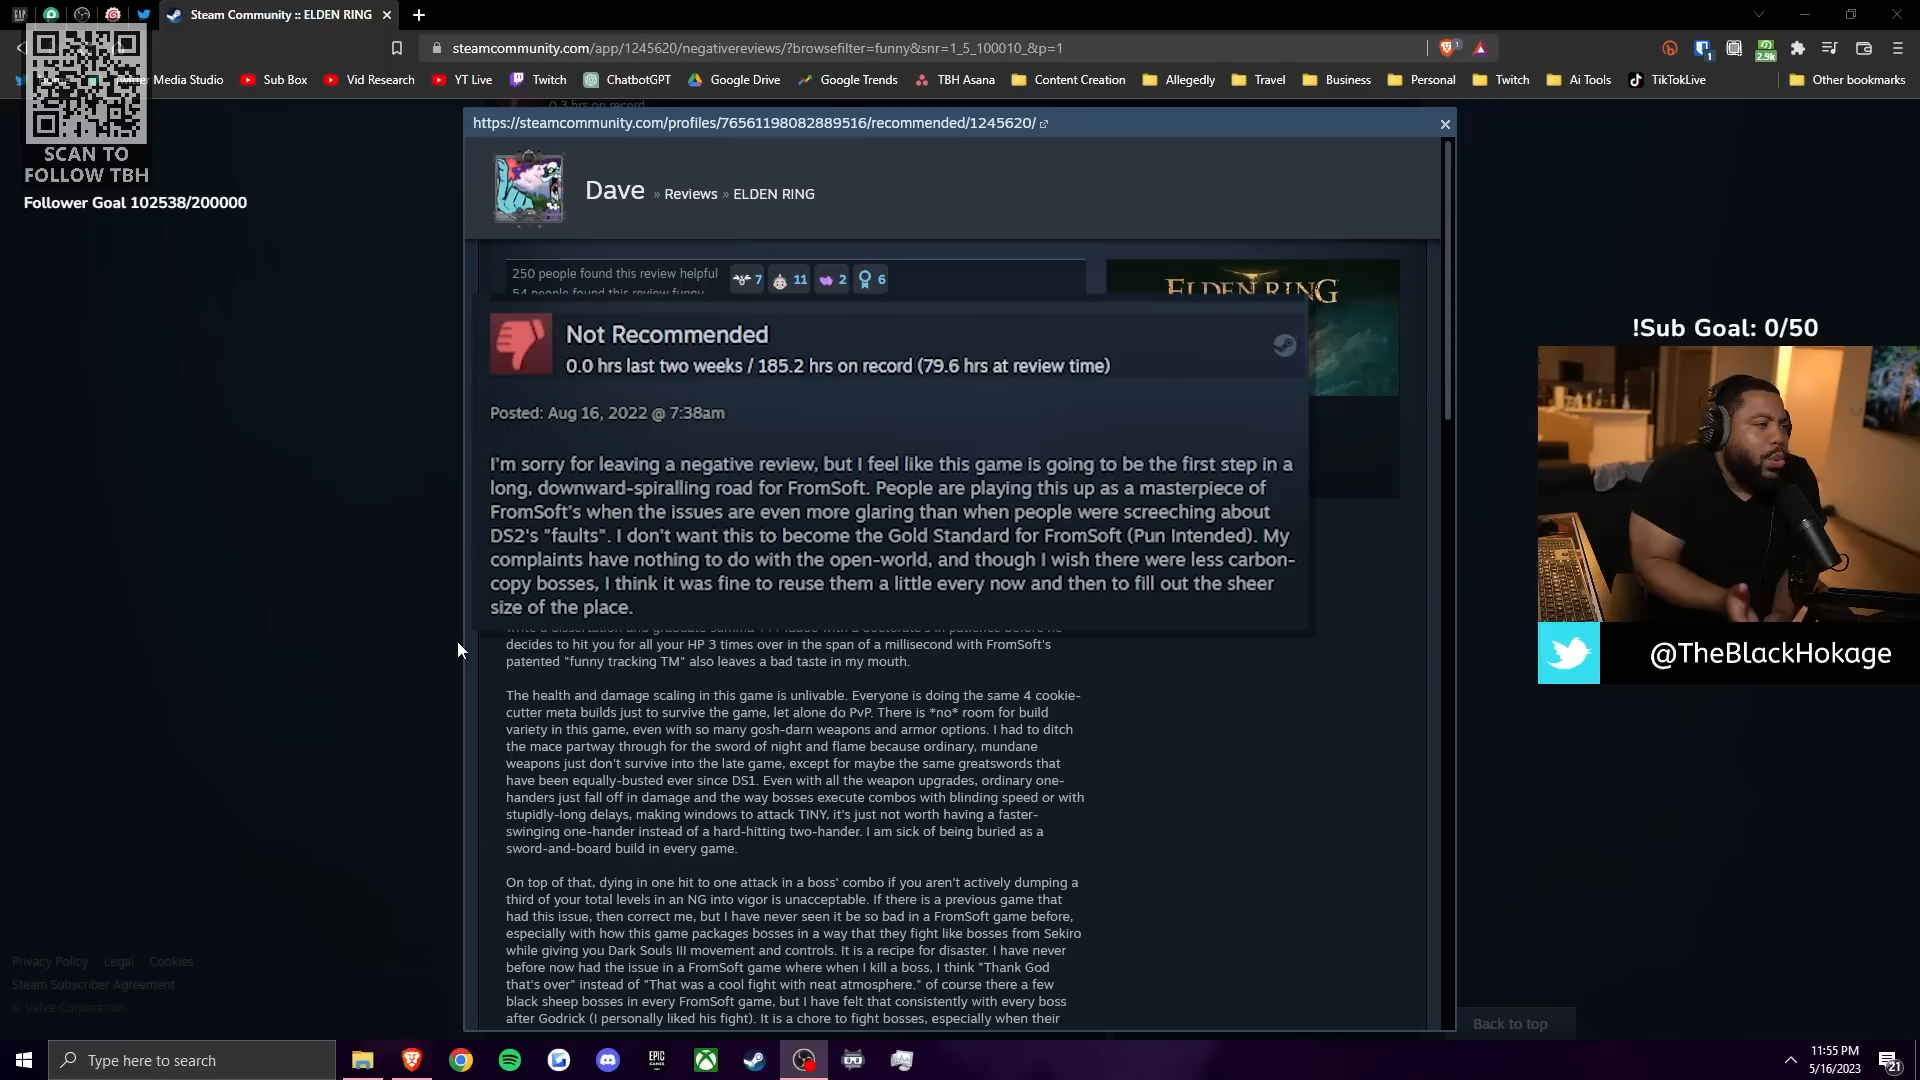 Steam Community :: ELDEN RING
steamcommunity.com/app/1245620/negativereviews/?browsefilter=funny&snr=1_5_100010_&p=1
1
1
2.9k
Media Studio
Sub Box
Vid Research
YT Live
Twitch
ChatbotGPT
Google Drive
Google Trends
TBH Asana
Content Creation
Allegedly
Travel
Business
Personal
Twitch
Ai Tools
TikTokLive
Other bookmarks
SCAN TO
FOLLOW TBH
Follower Goal 102538/200000
0.3 hrs on record
https://steamcommunity.com/profiles/76561198082889516/recommended/1245620/
Dave » Reviews » ELDEN RING
250 people found this review helpful
54 people found this review funny
7
11
2
6
ELDEN RING
Not Recommended
0.0 hrs last two weeks / 185.2 hrs on record (79.6 hrs at review time)
Posted: Aug 16, 2022 @ 7:38am
I'm sorry for leaving a negative review, but I feel like this game is going to be the first step in a
long, downward-spiralling road for FromSoft. People are playing this up as a masterpiece of
FromSoft's when the issues are even more glaring than when people were screeching about
DS2's "faults". I don't want this to become the Gold Standard for FromSoft (Pun Intended). My
complaints have nothing to do with the open-world, and though I wish there were less carbon-
copy bosses, I think it was fine to reuse them a little every now and then to fill out the sheer
size of the place.
decides to hit you for all your HP 3 times over in the span of a millisecond with FromSoft's
patented "funny tracking TM" also leaves a bad taste in my mouth.
The health and damage scaling in this game is unlivable. Everyone is doing the same 4 cookie-
cutter meta builds just to survive the game, let alone do PvP. There is *no* room for build
variety in this game, even with so many gosh-darn weapons and armor options. I had to ditch
the mace partway through for the sword of night and flame because ordinary, mundane
weapons just don't survive into the late game, except for maybe the same greatswords that
have been equally-busted ever since DS1. Even with all the weapon upgrades, ordinary one-
handers just fall off in damage and the way bosses execute combos with blinding speed or with
stupidly-long delays, making windows to attack TINY, it's just not worth having a faster-
swinging one-hander instead of a hard-hitting two-hander. I am sick of being buried as a
sword-and-board build in every game.
On top of that, dying in one hit to one attack in a boss' combo if you aren't actively dumping a
third of your total levels in an NG into vigor is unacceptable. If there is a previous game that
had this issue, then correct me, but I have never seen it be so bad in a FromSoft game before,
especially with how this game packages bosses in a way that they fight like bosses from Sekiro
while giving you Dark Souls III movement and controls. It is a recipe for disaster. I have never
before now had the issue in a FromSoft game where when I kill a boss, I think "Thank God
that's over" instead of "That was a cool fight with neat atmosphere." of course there a few
black sheep bosses in every FromSoft game, but I have felt that consistently with every boss
after Godrick (I personally liked his fight). It is a chore to fight bosses, especially when their
!Sub Goal: 0/50
@TheBlackHokage
Privacy Policy
Legal
Cookies
Steam Subscriber Agreement
© Valve Corporation
Back to top
Type here to search
EPIC
GAMES
11:55 PM
5/16/2023
21